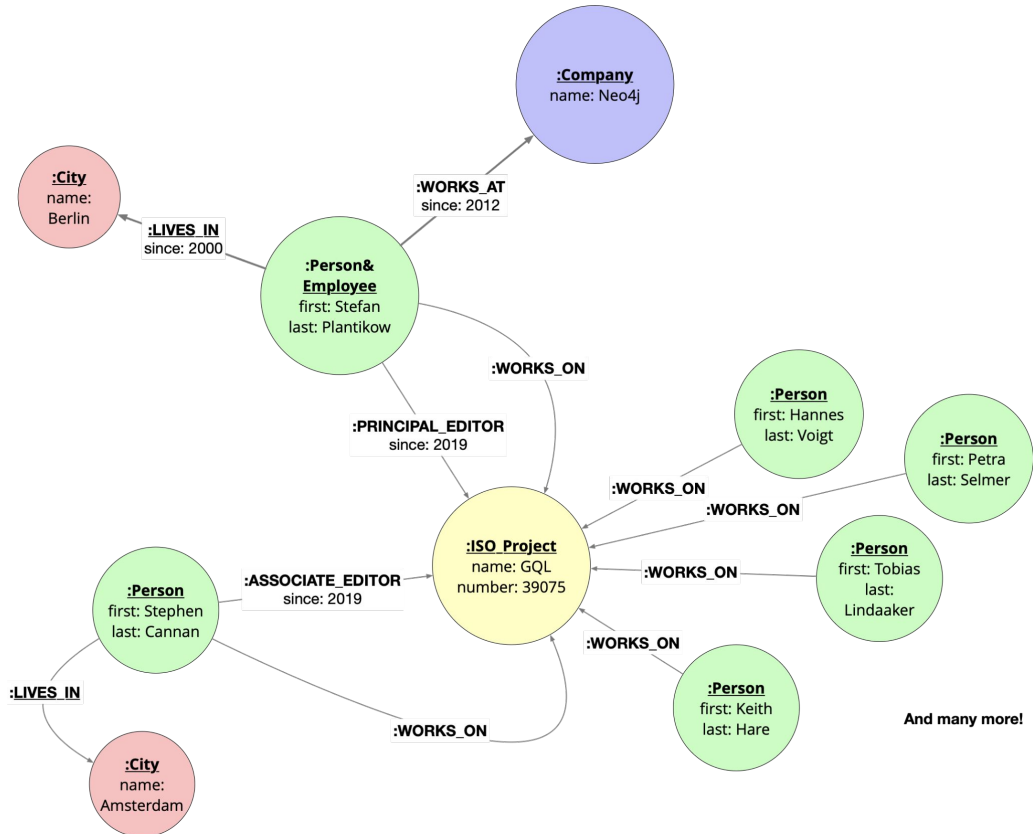 :Company
name: Neo4j
:City
name:
Berlin
:WORKS_AT
since: 2012
:LIVES_IN
since: 2000
:Person&
Employee
first: Stefan
last: Plantikow
:WORKS_ON
:PRINCIPAL_EDITOR
since: 2019
:Person
first: Hannes
last: Voigt
:Person
first: Petra
last: Selmer
:WORKS_ON
:WORKS_ON
:ISO_Project
name: GQL
number: 39075
:Person
first: Tobias
last:
Lindaaker
:WORKS_ON
:ASSOCIATE_EDITOR
since: 2019
:Person
first: Stephen
last: Cannan
:WORKS_ON
:Person
first: Keith
last: Hare
:LIVES_IN
:WORKS_ON
And many more!
:City
name:
Amsterdam